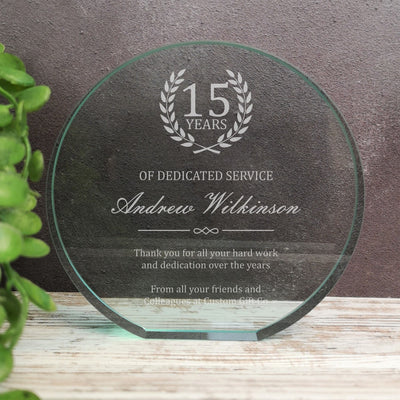 15
YEARS
OF DEDICATED SERVICE
Andrew Wilkinson
Thank you for all your hard work
and dedication over the years
From all your friends and
Colleagues at Custom Gift Co